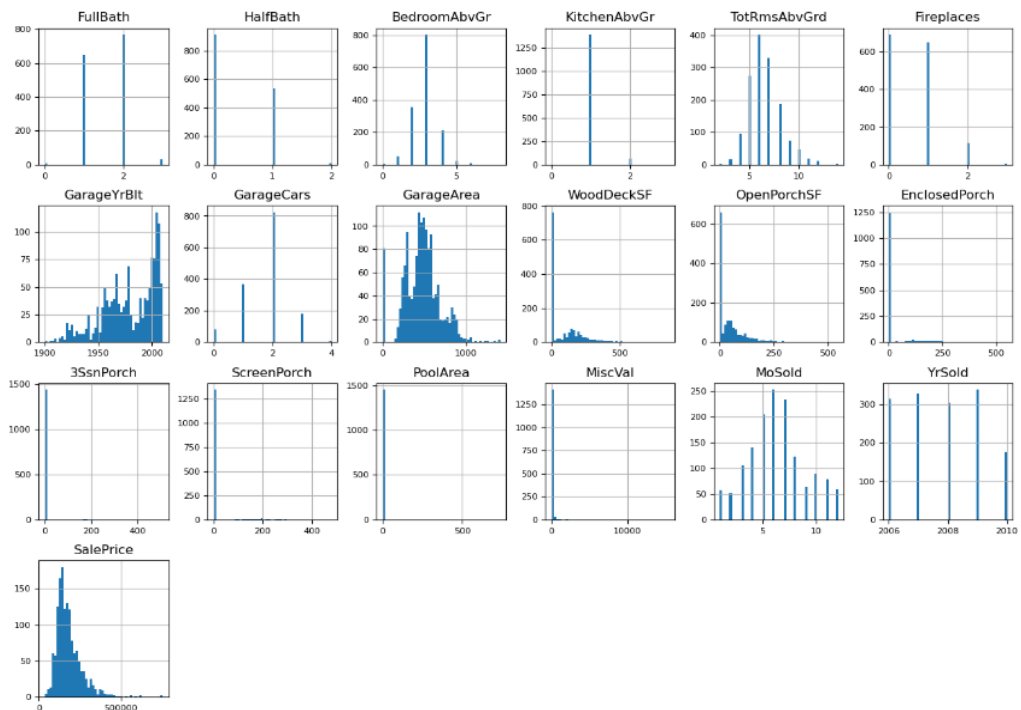 FullBath HalfBath BedroomAbvGr KitchenAbvGr TotRmsAbvGrd Fireplaces
800 600 400 200 0 0 2
800 600 400 200 0 0 1 2
800 600 400 200 0 0 5
1250 1000 750 500 250 0 0 2
400 300 200 100 0 5 10
600 400 200 0 0 2
GarageYrBlt GarageCars GarageArea WoodDeckSF OpenPorchSF EnclosedPorch
100 75 50 25 0 1900 1950 2000
800 600 400 200 0 0 2 4
100 80 60 40 20 0 0 1000
800 600 400 200 0 0 500
600 400 200 0 0 250 500
1250 1000 750 500 250 0 0 250 500
3SsnPorch ScreenPorch PoolArea MiscVal MoSold YrSold
1500 1000 500 0 0 200 400
1250 1000 750 500 250 0 0 200 400
1500 1000 500 0 0 500
1250 1000 750 500 250 0 0 10000
250 200 150 100 50 0 5 10
300 200 100 0 2006 2008 2010
SalePrice
150 100 50 0 0 500000